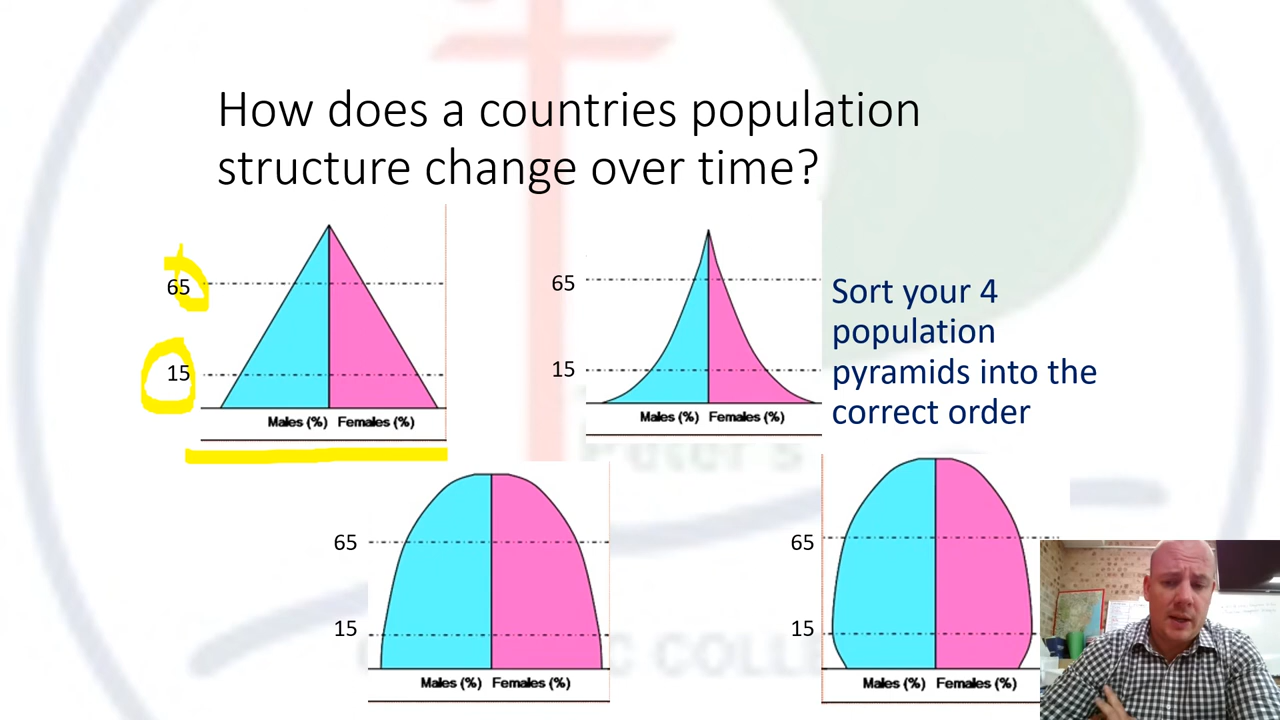 How does a countries population
structure change over time?
65
15
Males (%) Females (%)
65
15
Males (%) Females (%)
Sort your 4
population
pyramids into the
correct order
65
15
Males (%) Females (%)
65
15
Males (%) Females (%)